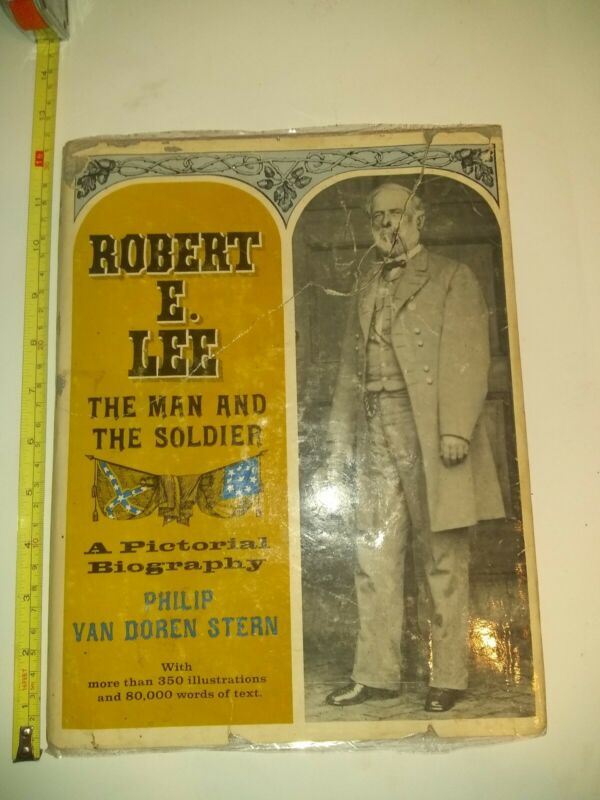 ROBERT
E.
LEE
THE MAN AND
THE SOLDIER
A Pictorial
Biography
PHILIP
VAN DOREN STERN
With
more than 350 illustrations
and 80,000 words of text.